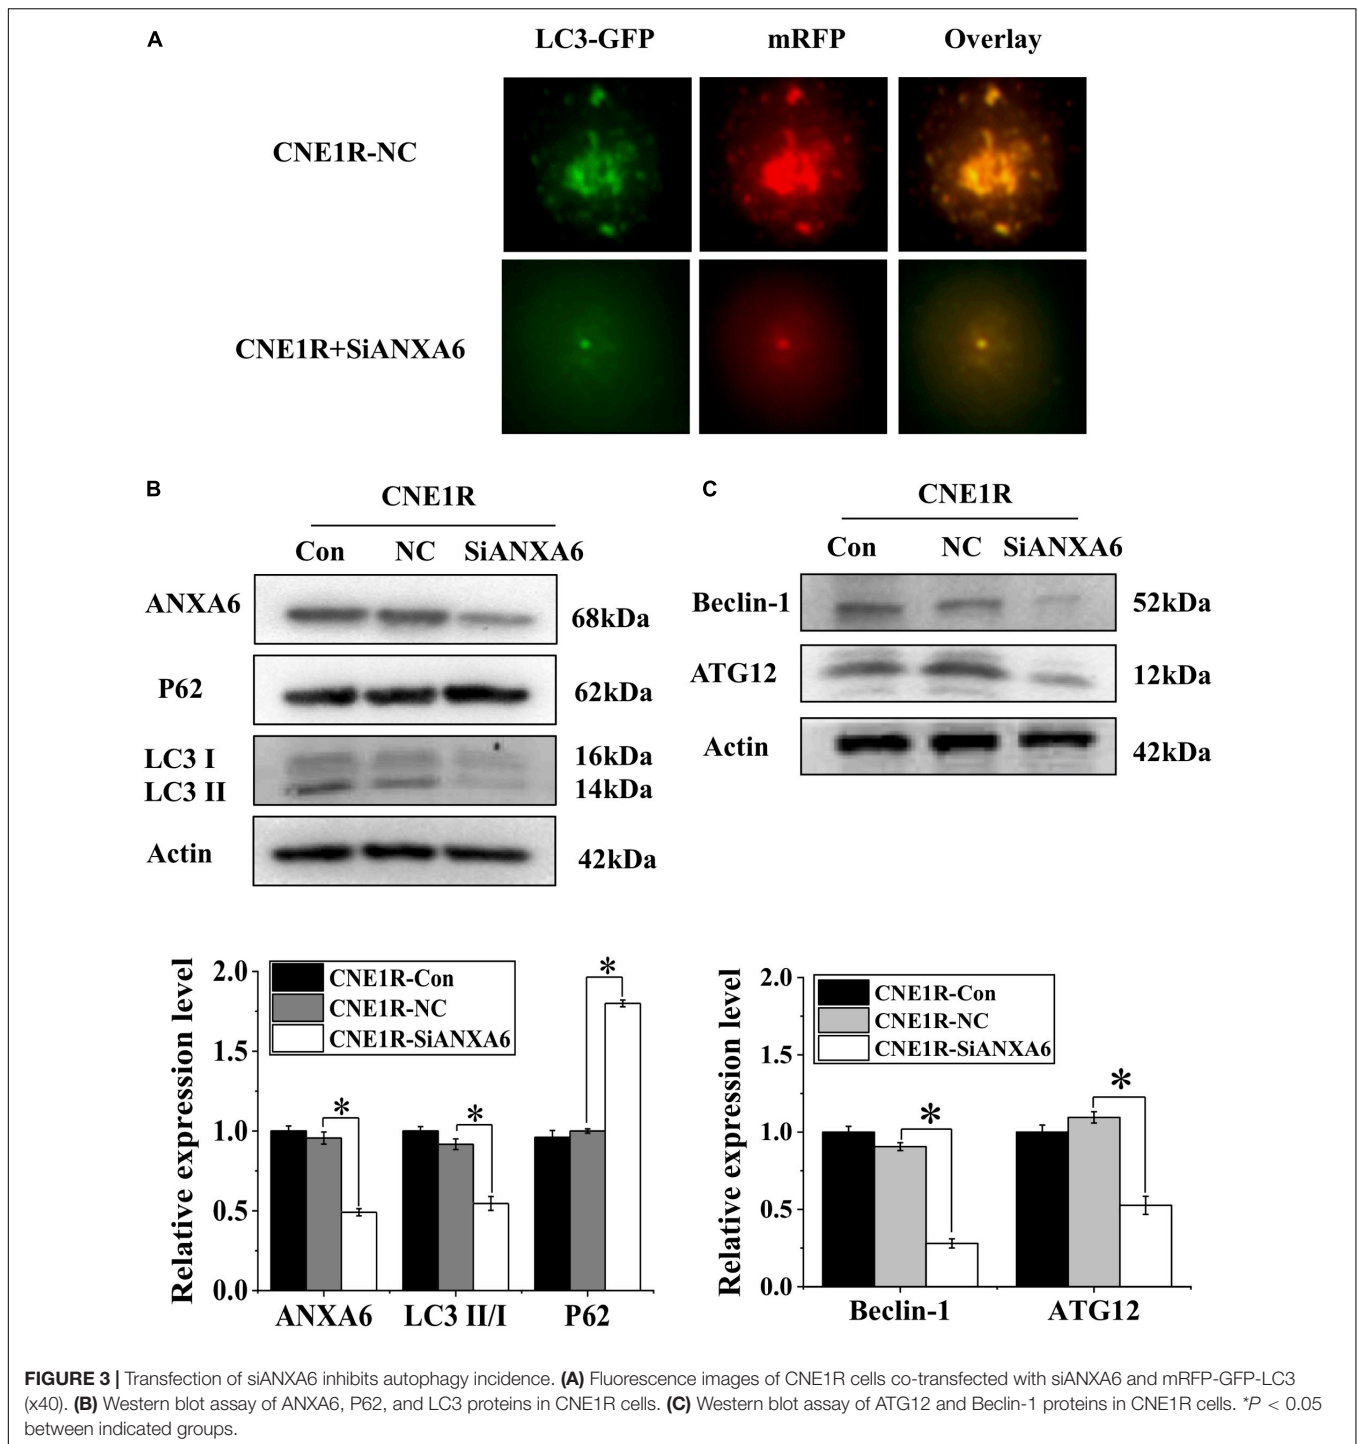 A
LC3-GFP mRFP Overlay
CNE1R-NC
CNE1R+SiANXA6
B
CNE1R
Con NC SiANXA6
ANXA6 68kDa
P62 62kDa
LC3 I 16kDa
LC3 II 14kDa
Actin 42kDa
C
CNE1R
Con NC SiANXA6
Beclin-1 52kDa
ATG12 12kDa
Actin 42kDa
Relative expression level
2.0
1.5
1.0
0.5
0.0
CNE1R-Con
CNE1R-NC
CNE1R-SiANXA6
* * *
ANXA6 LC3 II/I P62
Relative expression level
2.0
1.5
1.0
0.5
0.0
CNE1R-Con
CNE1R-NC
CNE1R-SiANXA6
* *
Beclin-1 ATG12
FIGURE 3 | Transfection of siANXA6 inhibits autophagy incidence. (A) Fluorescence images of CNE1R cells co-transfected with siANXA6 and mRFP-GFP-LC3
(x40). (B) Western blot assay of ANXA6, P62, and LC3 proteins in CNE1R cells. (C) Western blot assay of ATG12 and Beclin-1 proteins in CNE1R cells. *P < 0.05
between indicated groups.